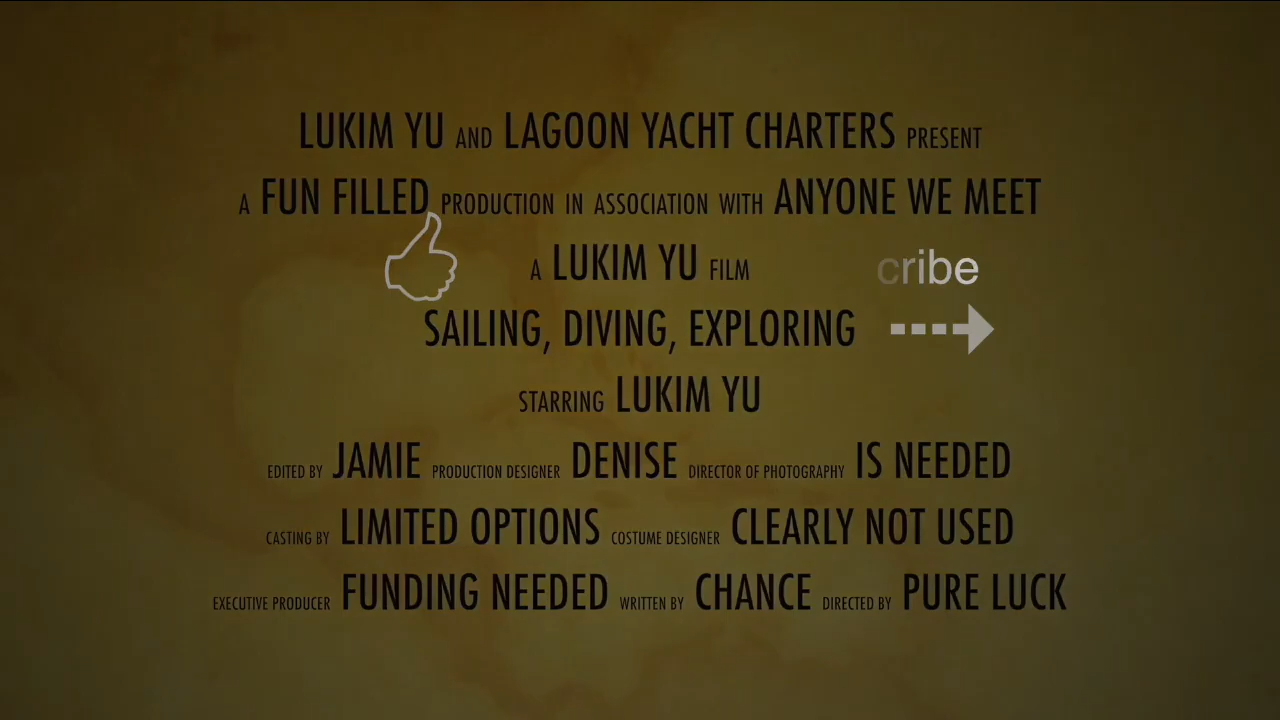 LUKIM YU AND LAGOON YACHT CHARTERS PRESENT
A FUN FILLED PRODUCTION IN ASSOCIATION WITH ANYONE WE MEET
A LUKIM YU FILM
cribe
SAILING, DIVING, EXPLORING
STARRING LUKIM YU
EDITED BY JAMIE PRODUCTION DESIGNER DENISE DIRECTOR OF PHOTOGRAPHY IS NEEDED
CASTING BY LIMITED OPTIONS COSTUME DESIGNER CLEARLY NOT USED
EXECUTIVE PRODUCER FUNDING NEEDED WRITTEN BY CHANCE DIRECTED BY PURE LUCK